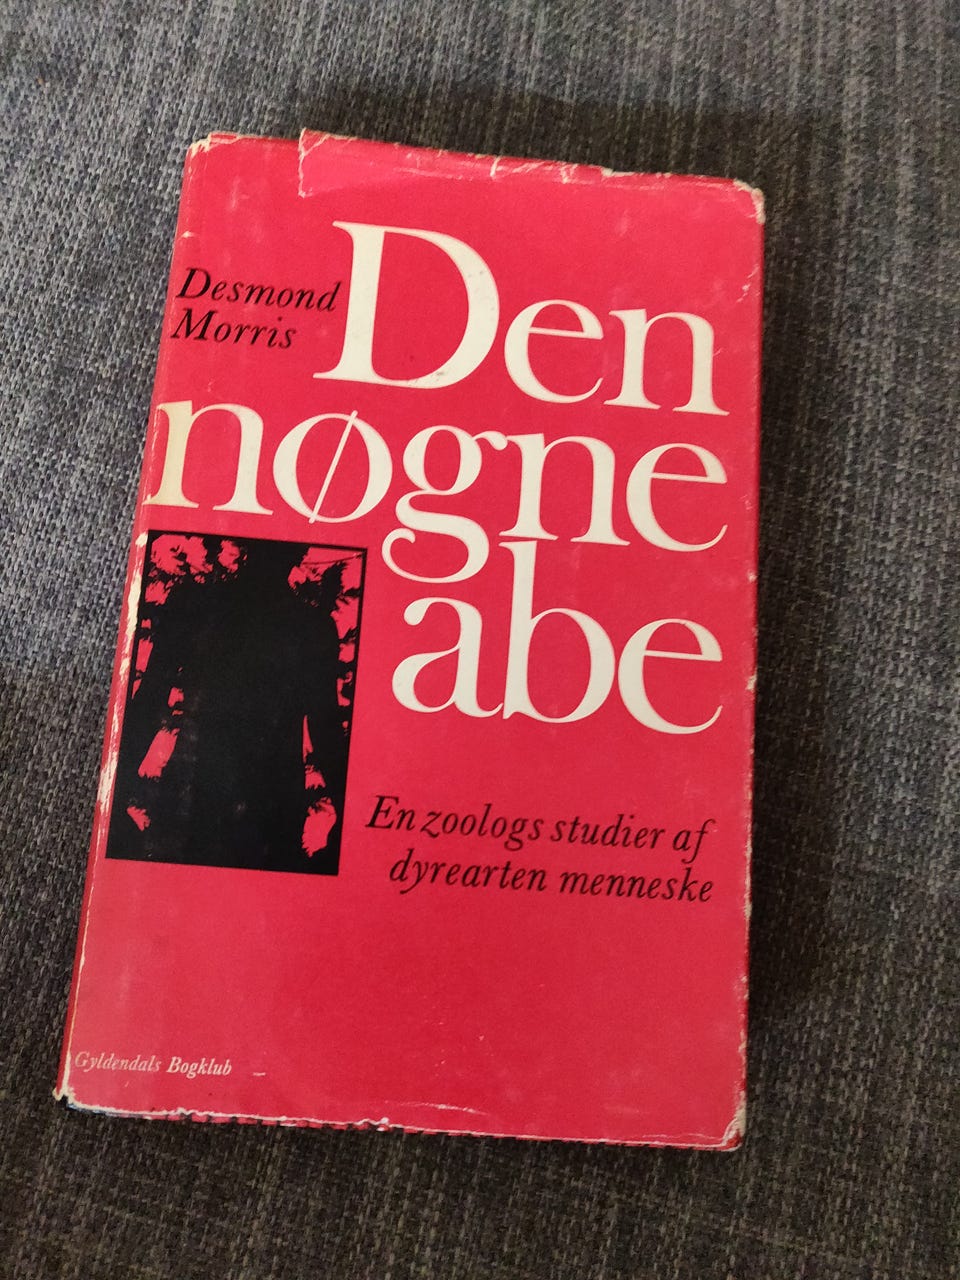 Desmond
Morris
Den
nøgne
abe
En zoologs studier af
dyrearten menneske
Gyldendals Bogklub